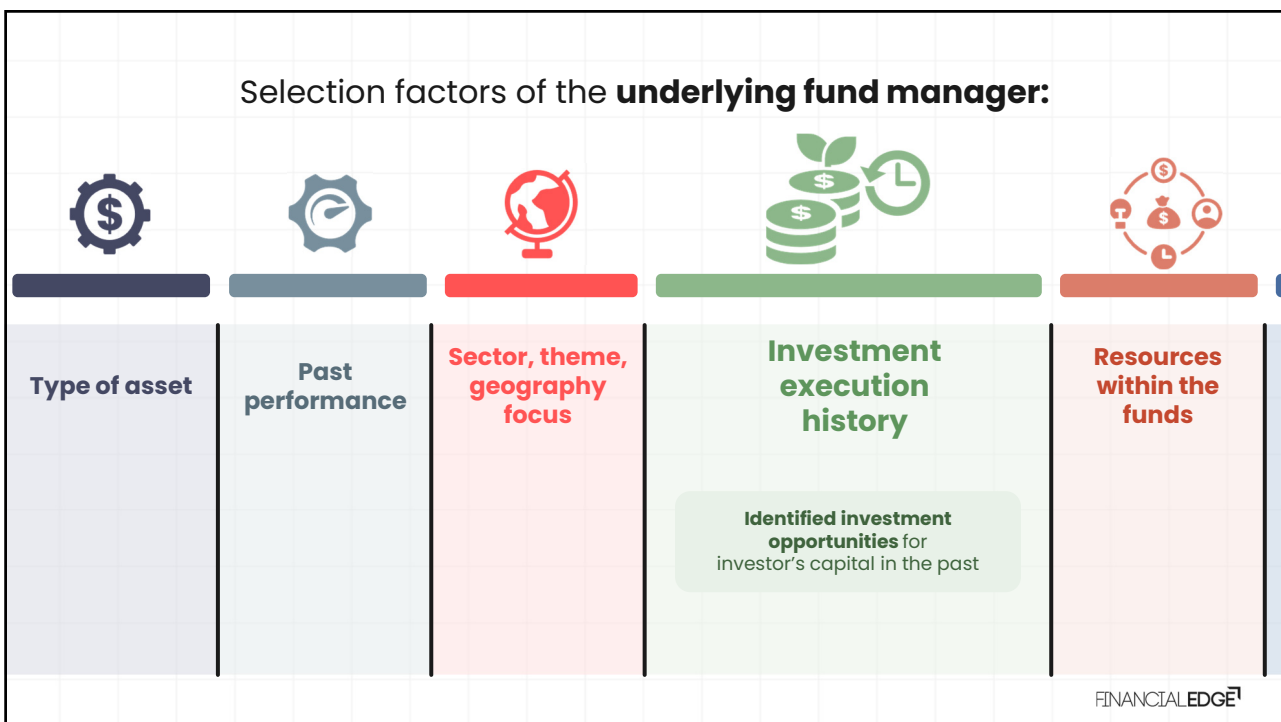 Selection factors of the underlying fund manager:
Type of asset
Past
performance
Sector, theme,
geography
focus
Investment
execution
history
Identified investment
opportunities for
investor’s capital in the past
Resources
within the
funds
FINANCIALEDGE